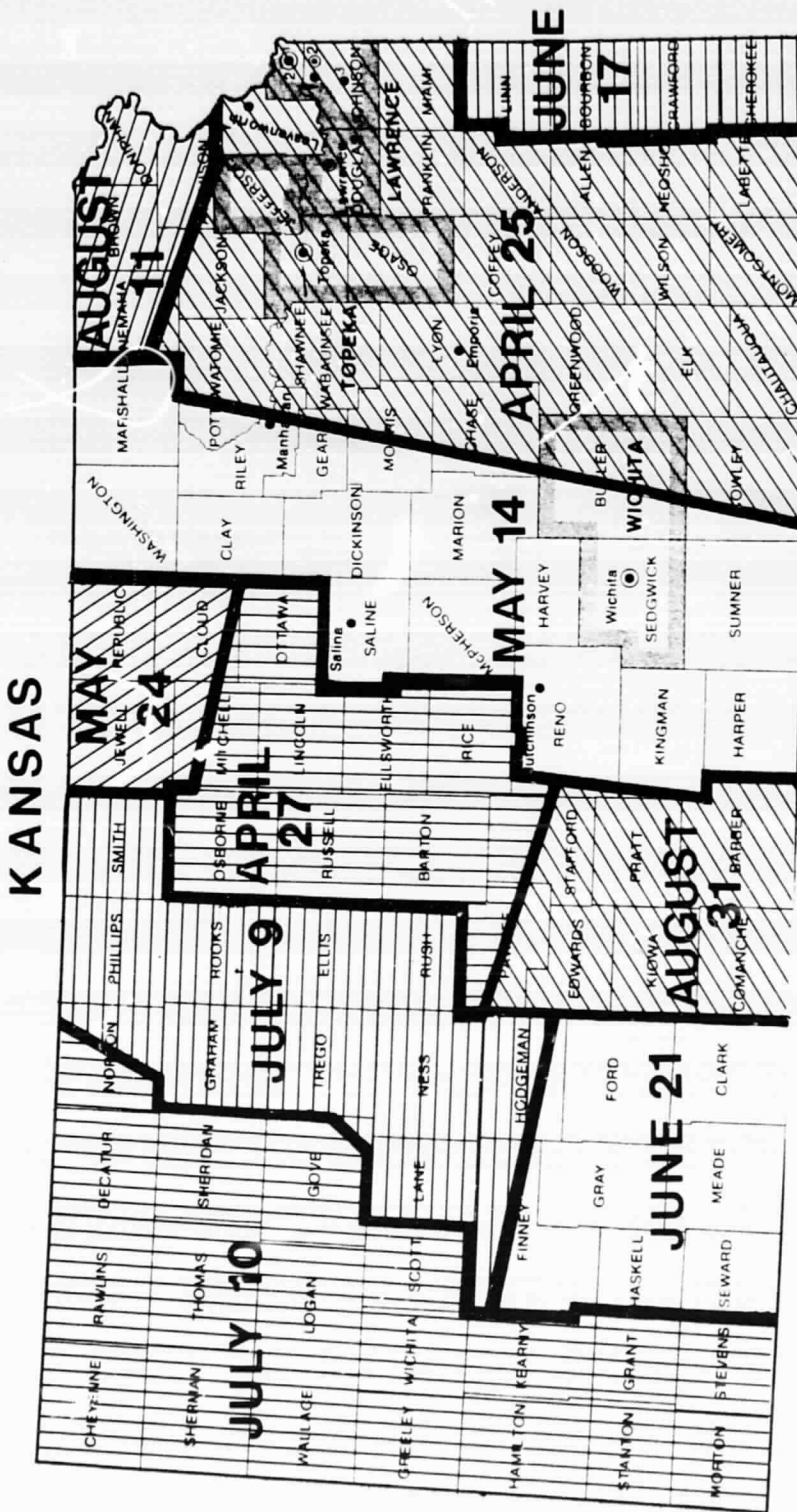 KANSAS
CHEYENNE
RAWLINS
DECATUR
NORTON
PHILLIPS
SMITH
JEWELL
REPUBLIC
WASHINGTON
MARSHALL
NEMAHA
BROWN
DONIPHAN
MAY
24
AUGUST
11
SHERMAN
THOMAS
SHERIDAN
GRAHAM
ROOKS
OSBORNE
MITCHELL
CLOUD
CLAY
RILEY
POTTAWATOMIE
JACKSON
JEFFERSON
Leavenworth
JULY 10
JULY 9
APRIL
27
WALLACE
LOGAN
GOVE
TREGO
ELLIS
RUSSELL
LINCOLN
OTTAWA
Salina
SALINE
DICKINSON
Manhattan
GEARY
SHAWNEE
Topeka
WABAUNSEE
TOPEKA
Lawrence
DOUGLAS
JOHNSON
LAWRENCE
1
2
2
3
GREELEY
WICHITA
SCOTT
LANE
NESS
RUSH
BARTON
ELLSWORTH
RICE
MCPHERSON
MARION
MORRIS
CHASE
LYON
Emporia
OSAGE
COFFEY
FRANKLIN
MIAMI
ANDERSON
LINN
HAMILTON
KEARNY
FINNEY
HODGEMAN
PAWNEE
EDWARDS
STAFFORD
Hutchinson
RENO
HARVEY
MAY 14
BUTLER
WICHITA
Wichita
SEDGWICK
GREENWOOD
APRIL 25
WOODSON
ALLEN
BOURBON
JUNE
17
STANTON
GRANT
HASKELL
GRAY
FORD
KIOWA
PRATT
KINGMAN
ELK
WILSON
NEOSHO
CRAWFORD
JUNE 21
AUGUST
31
MORTON
STEVENS
SEWARD
MEADE
CLARK
COMANCHE
BARBER
HARPER
SUMNER
COWLEY
CHAUTAUQUA
MONTGOMERY
LABETTE
CHEROKEE